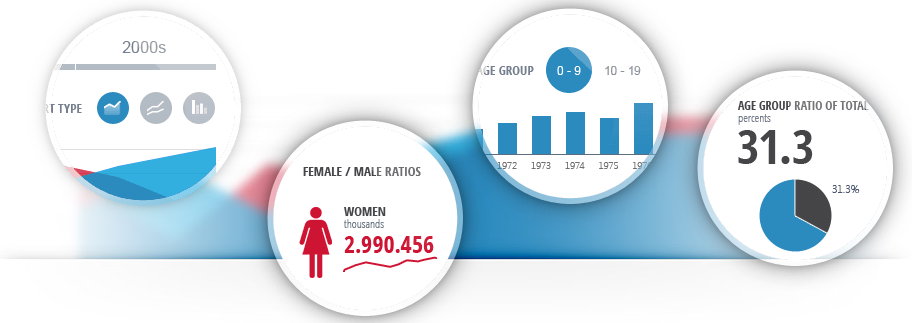 2000s
RT TYPE
FEMALE / MALE RATIOS
WOMEN
thousands
2.990.456
AGE GROUP
0 - 9
10 - 19
1972
1973
1974
1975
AGE GROUP RATIO OF TOTAL
percents
31.3
31.3%